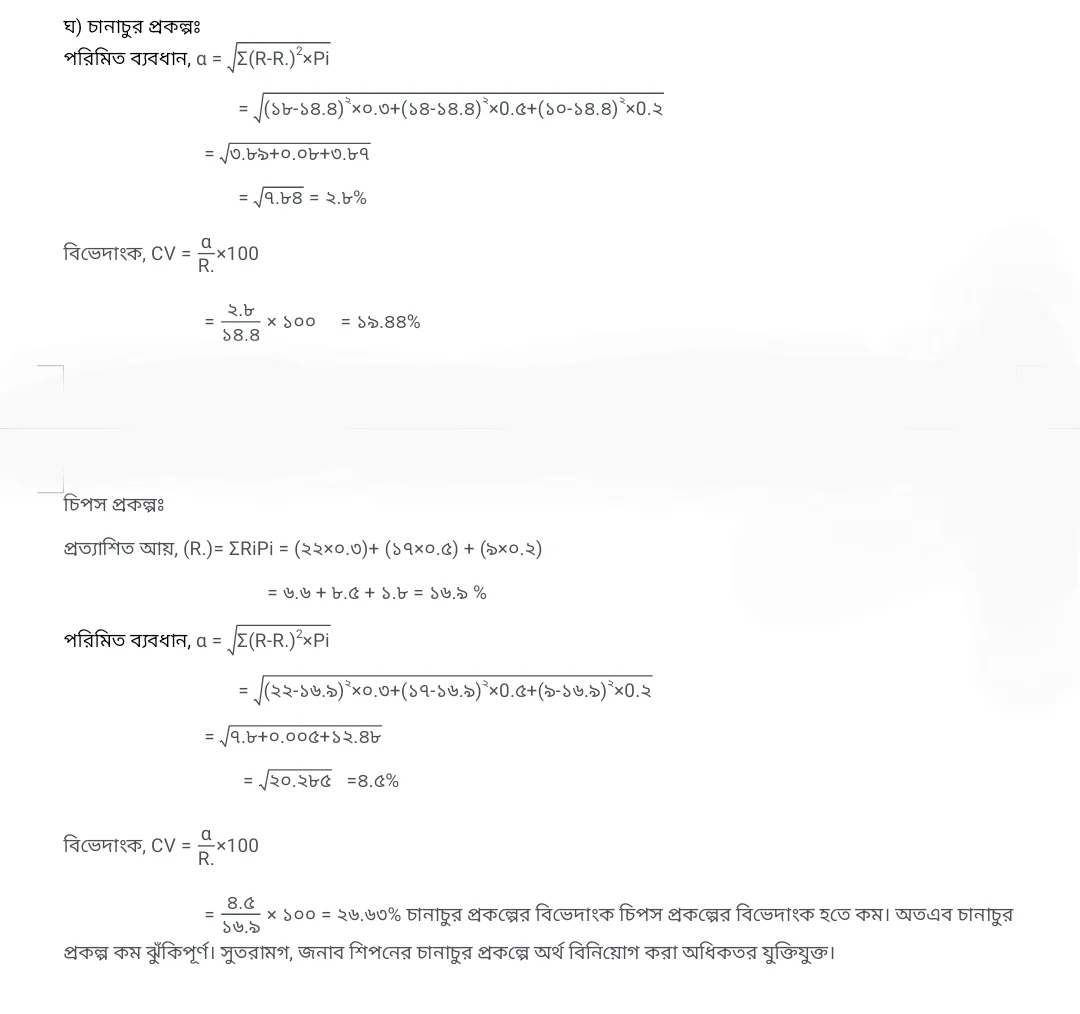 ঘ) চানাচুর প্রকল্পঃ
পরিমিত ব্যবধান, α = √Σ(R-R.)²×Pi
= √(১৮-১৪.৪)^২×০.৩+(১৪-১৪.৪)^২×0.৫+(১০-১৪.৪)^২×0.২
= √৩.৮৯+০.০৮+৩.৮৭
= √৭.৮৪ = ২.৮%
বিভেদাংক, CV = α/R. ×100
= ২.৮/১৪.৪ × ১০০ = ১৯.৪৪%
চিপস প্রকল্পঃ
প্রত্যাশিত আয়, (R.)= ΣRiPi = (২২×০.৩)+ (১৭×০.৫) + (৯×০.২)
= ৬.৬ + ৮.৫ + ১.৮ = ১৬.৯ %
পরিমিত ব্যবধান, α = √Σ(R-R.)²×Pi
= √(২২-১৬.৯)^২×০.৩+(১৭-১৬.৯)^২×0.৫+(৯-১৬.৯)^২×0.২
= √৭.৮+০.০০৫+১২.৪৮
= √২০.২৮৫ =৪.৫%
বিভেদাংক, CV = α/R. ×100
= ৪.৫/১৬.৯ × ১০০ = ২৬.৬৩% চানাচুর প্রকল্পের বিভেদাংক চিপস প্রকল্পের বিভেদাংক হতে কম। অতএব চানাচুর
প্রকল্প কম ঝুঁকিপূর্ণ। সুতরামগ, জনাব শিপনের চানাচুর প্রকল্পে অর্থ বিনিয়োগ করা অধিকতর যুক্তিযুক্ত।